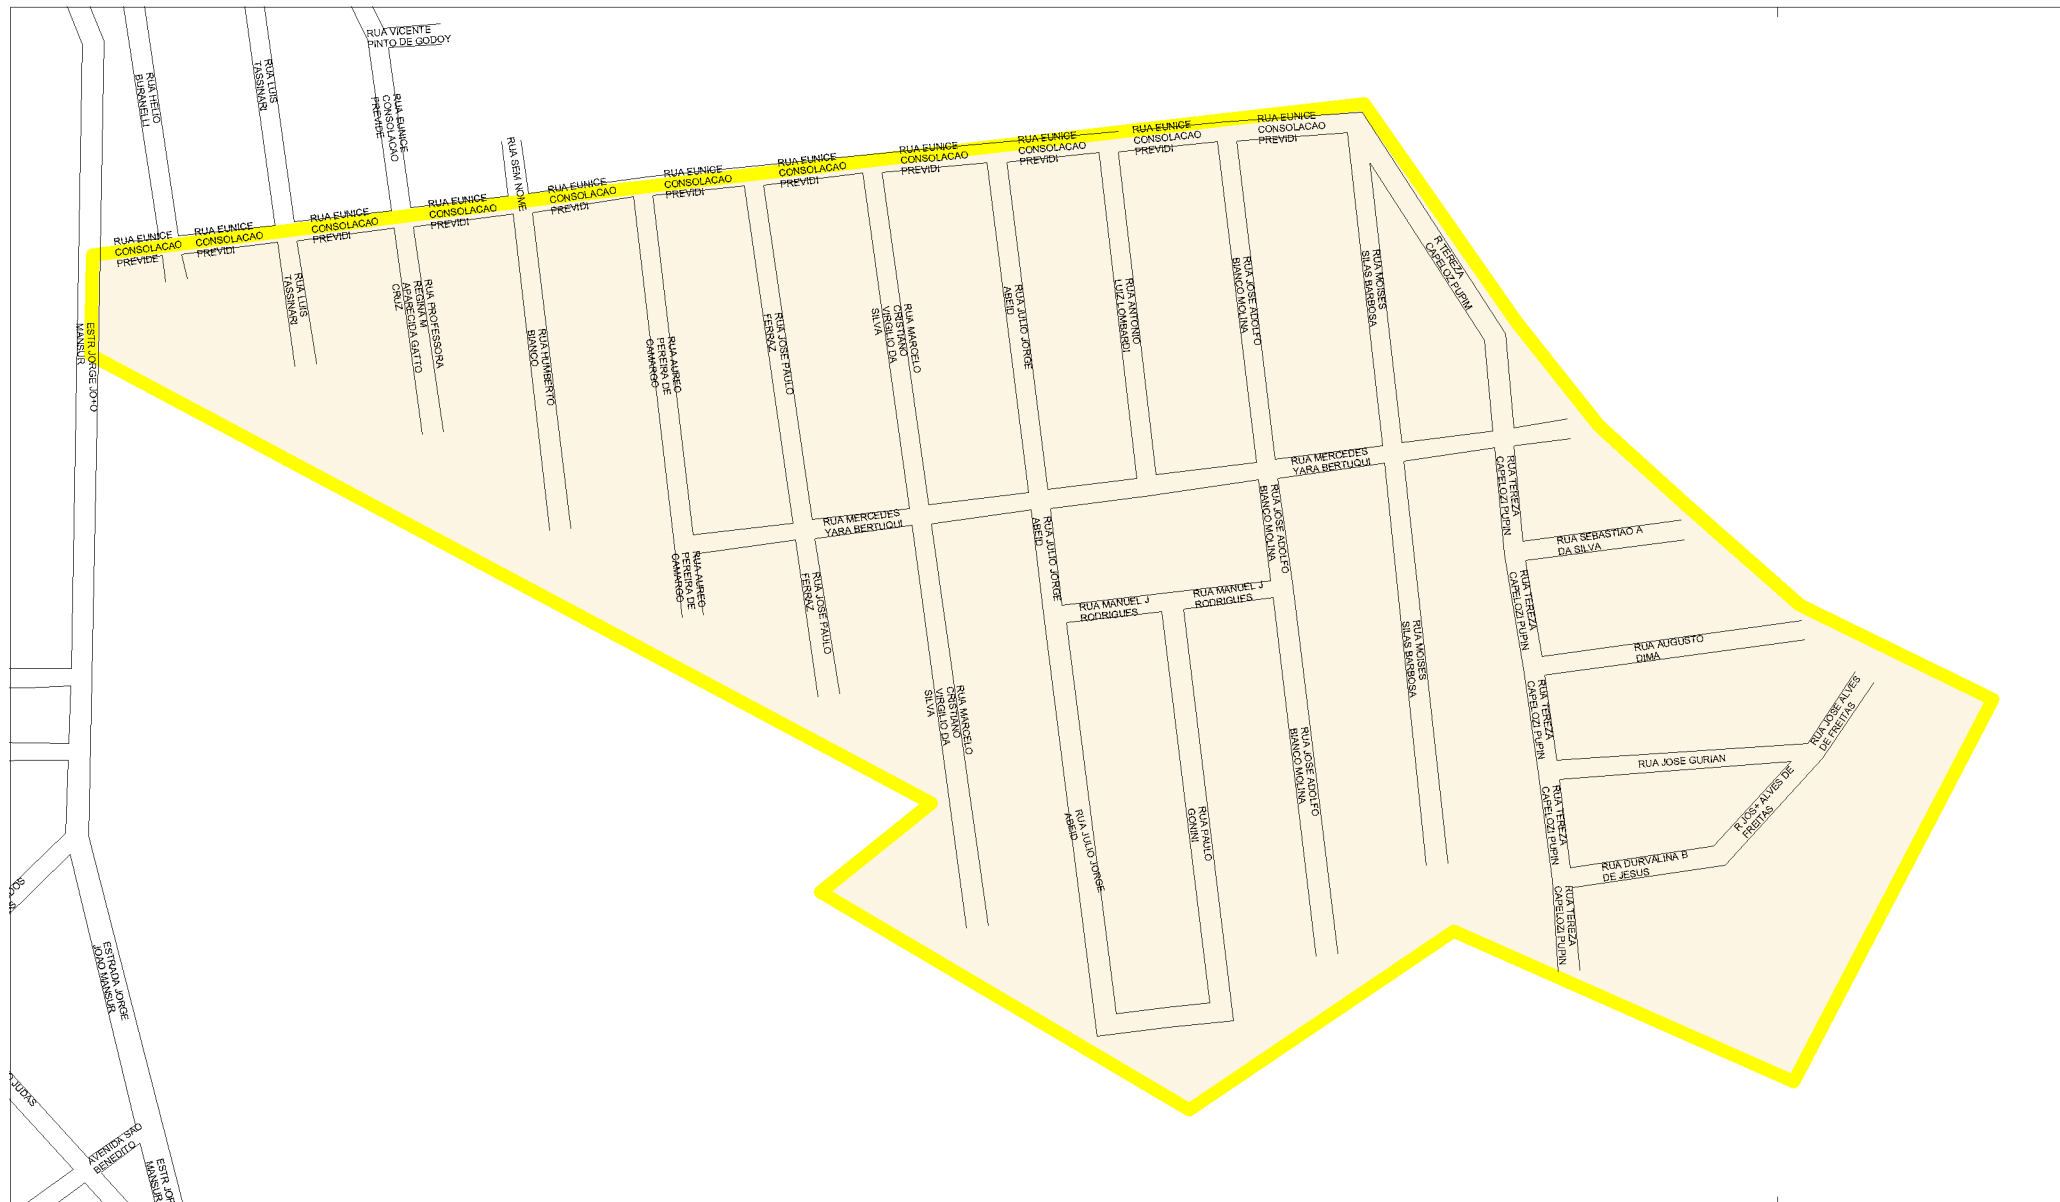 RUA VICENTE
PINTO DE GODOY
RUA HELIO
BURANELLI
RUA LUIS
TASSINARI
RUA EUNICE
CONSOLACAO
PREVIDE
RUA SEM NOME
RUA EUNICE
CONSOLACAO
PREVIDE
RUA EUNICE
CONSOLACAO
PREVIDI
RUA EUNICE
CONSOLACAO
PREVIDI
RUA EUNICE
CONSOLACAO
PREVIDI
RUA EUNICE
CONSOLACAO
PREVIDI
RUA EUNICE
CONSOLACAO
PREVIDI
RUA EUNICE
CONSOLACAO
PREVIDI
RUA EUNICE
CONSOLACAO
PREVIDI
RUA EUNICE
CONSOLACAO
PREVIDI
RUA EUNICE
CONSOLACAO
PREVIDI
RUA EUNICE
CONSOLACAO
PREVIDI
ESTR JORGE JO+O
MANSUR
RUA LUIS
TASSINARI
RUA PROFESSORA
REGINA M
APARECIDA GATTO
CRUZ
RUA HUMBERTO
BIANCO
RUA AUREO
PEREIRA DE
CAMARGO
RUA JOSE PAULO
FERRAZ
RUA MARCELO
CRISTIANO
VIRGILIO DA
SILVA
RUA JULIO JORGE
ABEID
RUA ANTONIO
LUIZ LOMBARDI
RUA JOSE ADOLFO
BIANCO MOLINA
RUA MOISES
SILAS BARBOSA
R TEREZA
CAPELOZ PUPIM
RUA MERCEDES
YARA BERTUQUI
RUA MERCEDES
YARA BERTUQUI
RUA AUREO
PEREIRA DE
CAMARGO
RUA JOSE PAULO
FERRAZ
RUA MARCELO
CRISTIANO
VIRGILIO DA
SILVA
RUA JULIO JORGE
ABEID
RUA JOSE ADOLFO
BIANCO MOLINA
RUA MANUEL J
RODRIGUES
RUA MANUEL J
RODRIGUES
RUA MOISES
SILAS BARBOSA
RUA TEREZA
CAPELOZI PUPIN
RUA SEBASTIAO A
DA SILVA
RUA TEREZA
CAPELOZI PUPIN
RUA AUGUSTO
DIMA
RUA TEREZA
CAPELOZI PUPIN
RUA JOSE ALVES
DE FREITAS
RUA JOSE GURIAN
RUA JOSE ADOLFO
BIANCO MOLINA
RUA TEREZA
CAPELOZI PUPIN
R JOS+ ALVES DE
FREITAS
RUA JULIO JORGE
ABEID
RUA PAULO
GONINI
RUA DURVALINA B
DE JESUS
RUA TEREZA
CAPELOZI PUPIN
DOS
ESTRADA JORGE
JOAO MANSUR
JUDAS
AVENIDA SAO
BENEDITO
ESTR JOR
MANSUR